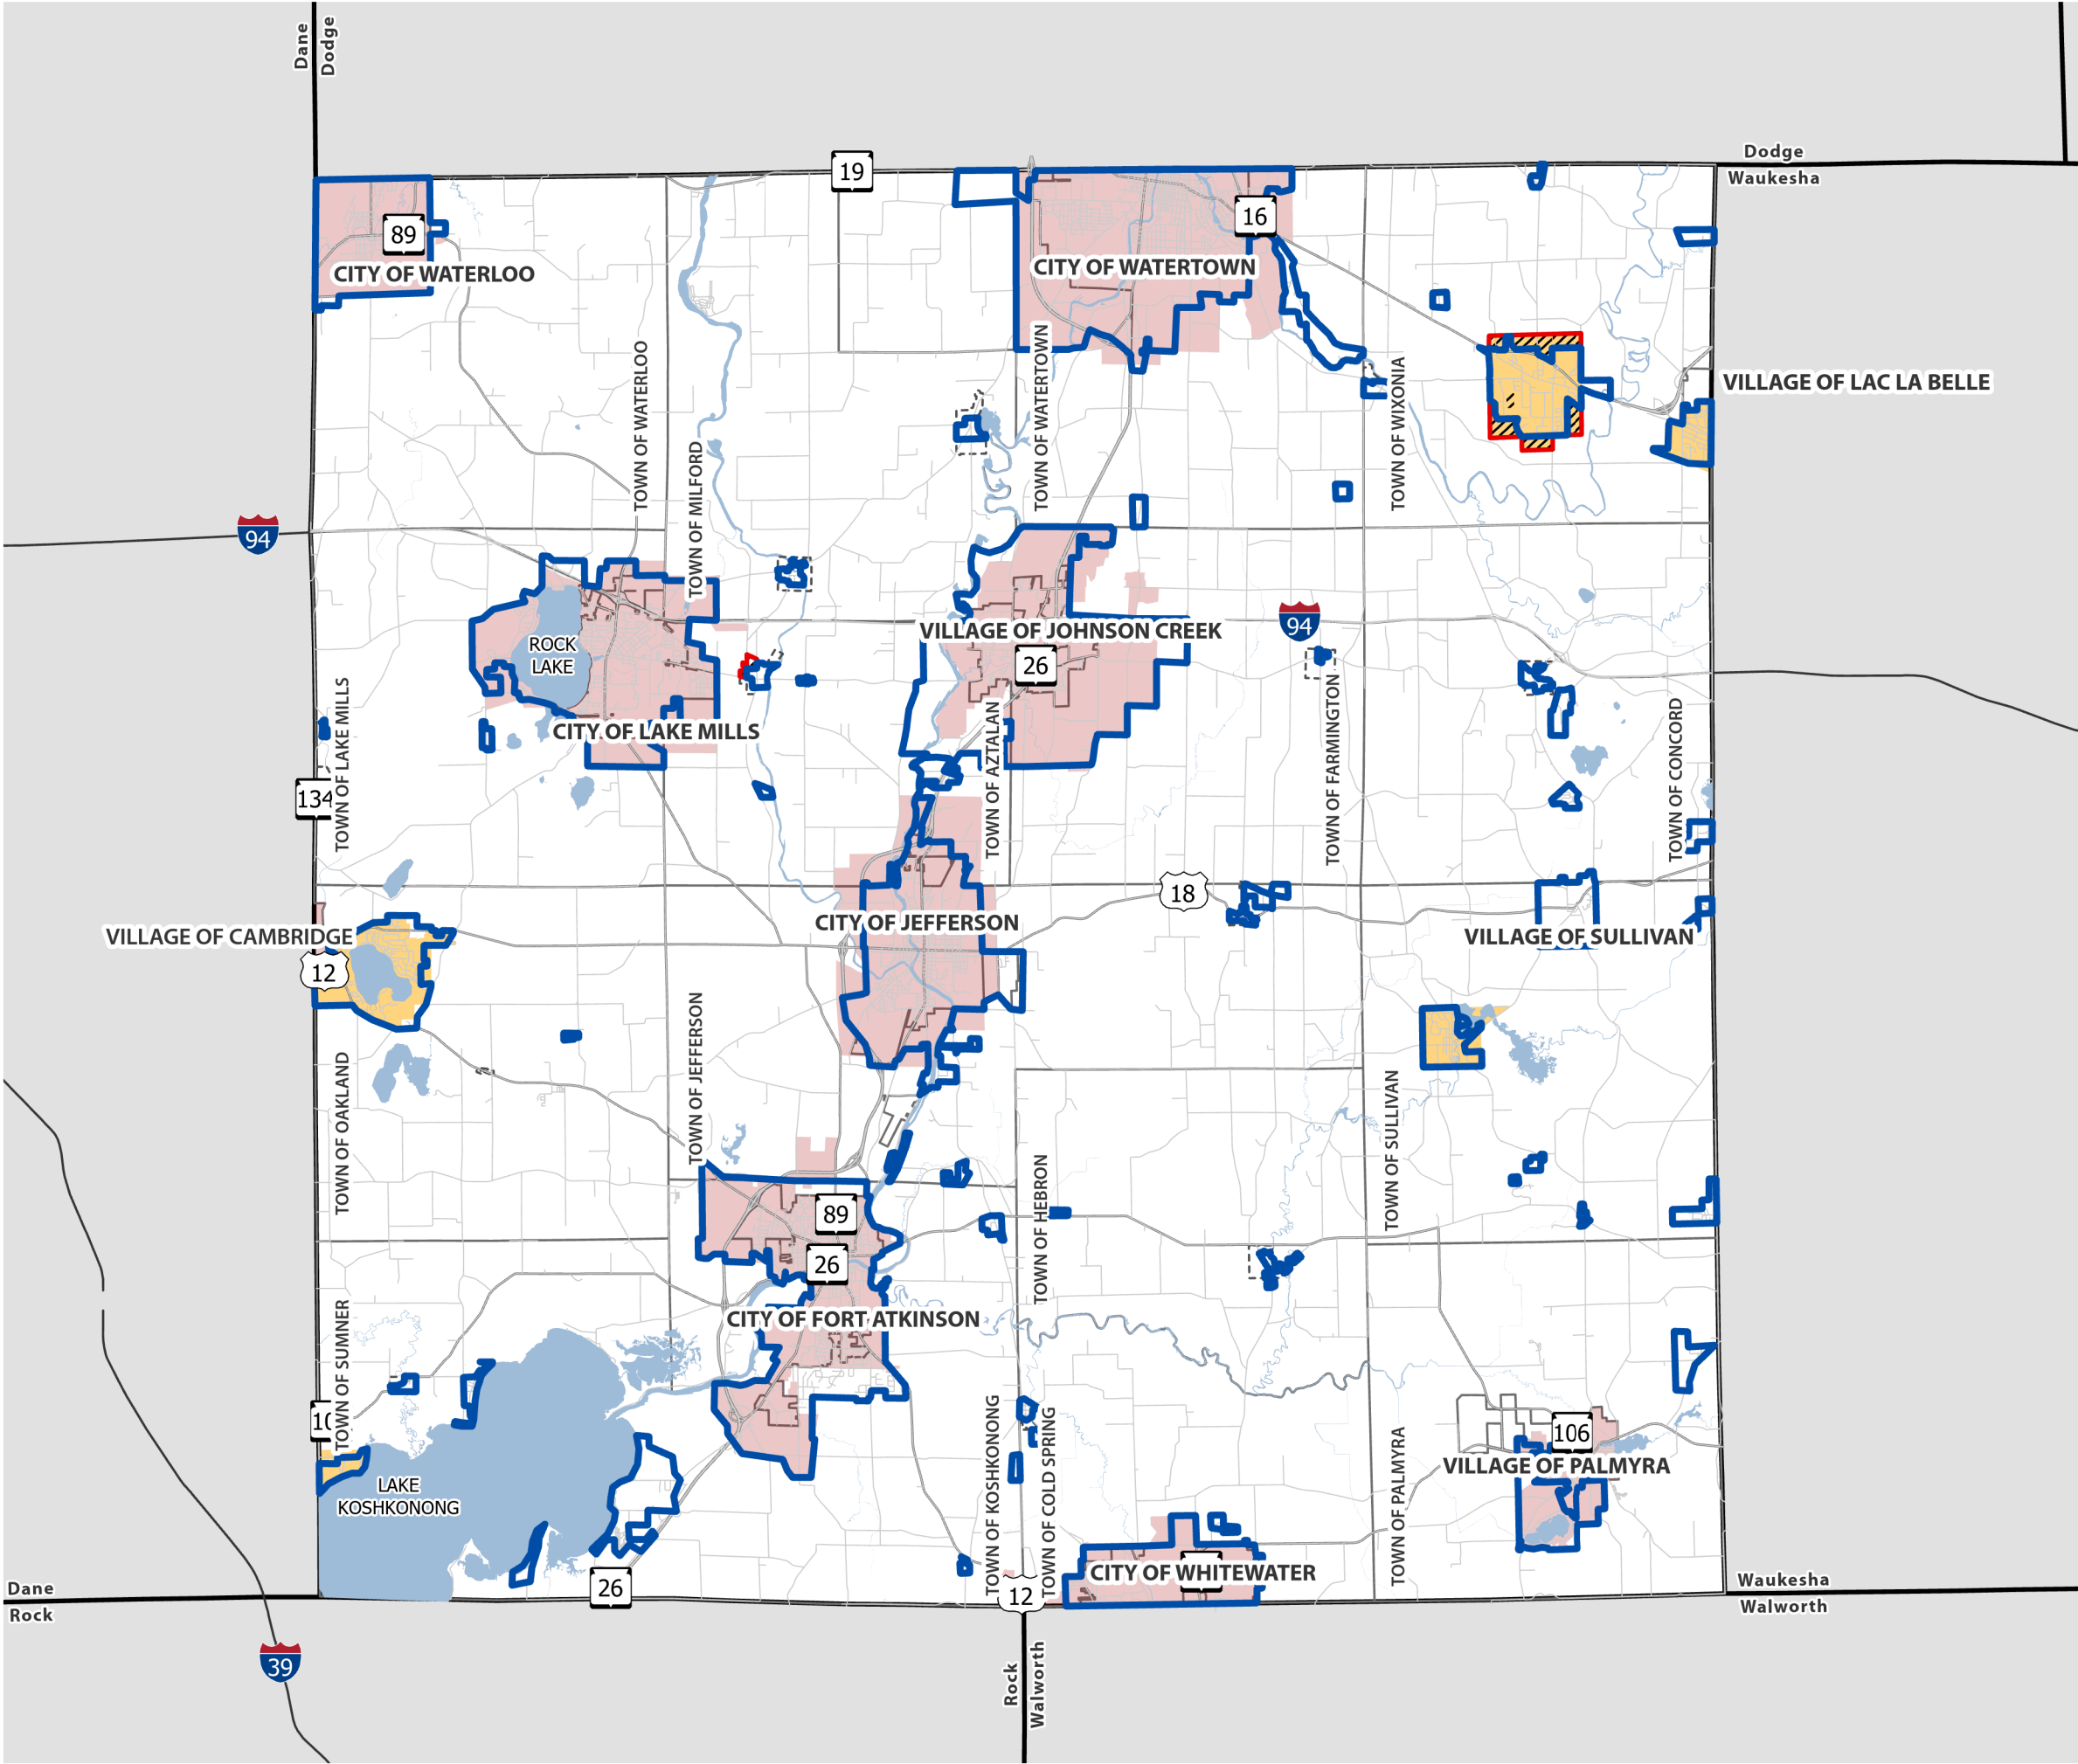 Dane
Dodge
Dodge
Waukesha
19
16
89
CITY OF WATERLOO
CITY OF WATERTOWN
VILLAGE OF LAC LA BELLE
TOWN OF WATERLOO
TOWN OF MILFORD
TOWN OF WATERTOWN
TOWN OF WIXONIA
94
94
ROCK
LAKE
VILLAGE OF JOHNSON CREEK
26
CITY OF LAKE MILLS
TOWN OF LAKE MILLS
TOWN OF AZTALAN
TOWN OF FARMINGTON
TOWN OF CONCORD
134
18
CITY OF JEFFERSON
VILLAGE OF CAMBRIDGE
VILLAGE OF SULLIVAN
12
TOWN OF OAKLAND
TOWN OF JEFFERSON
TOWN OF HEBRON
TOWN OF SULLIVAN
89
26
CITY OF FORT ATKINSON
TOWN OF SUMNER
TOWN OF KOSHKONONG
TOWN OF COLD SPRING
TOWN OF PALMYRA
106
VILLAGE OF PALMYRA
LAKE
KOSHKONONG
CITY OF WHITEWATER
26
12
Dane
Rock
Waukesha
Walworth
39
Rock
Walworth